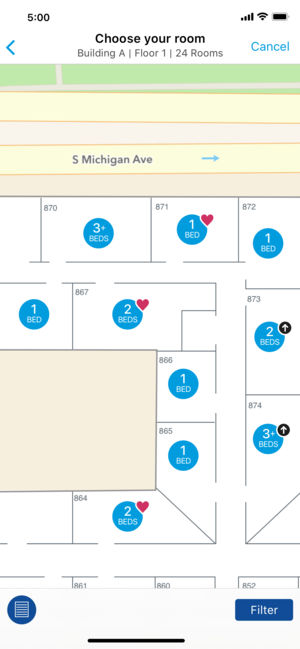 5:00
Choose your room
Building A | Floor 1 | 24 Rooms
Cancel
S Michigan Ave
870
3+
BEDS
871
1
BED
872
1
BED
1
BED
867
2
BEDS
873
2
BEDS
866
1
BED
874
3+
BEDS
865
1
BED
864
2
BEDS
861
860
852
Filter